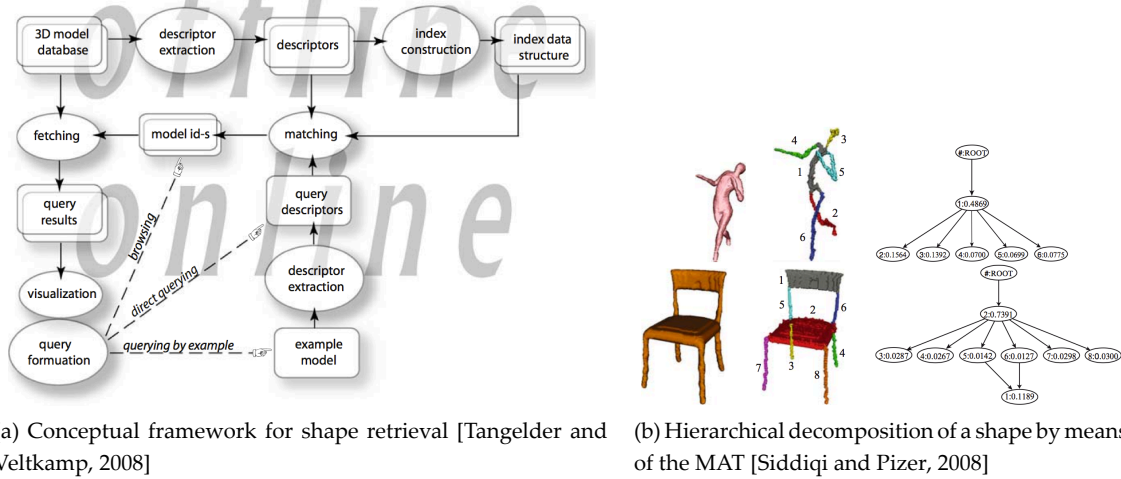 offline
online
3D model
database
descriptor
extraction
descriptors
index
construction
index data
structure
fetching
model id-s
matching
query
results
query
descriptors
browsing
direct querying
visualization
descriptor
extraction
query
formuation
querying by example
example
model
4
3
1
5
2
6
#:ROOT
1:0.4869
2:0.1564
3:0.1392
4:0.0700
5:0.0699
6:0.0775
1
2
5
6
7
3
4
8
#:ROOT
2:0.7391
3:0.0287
4:0.0267
5:0.0142
6:0.0127
7:0.0298
8:0.0300
1:0.1189
a) Conceptual framework for shape retrieval [Tangelder and
Veltkamp, 2008]
(b) Hierarchical decomposition of a shape by means
of the MAT [Siddiqi and Pizer, 2008]